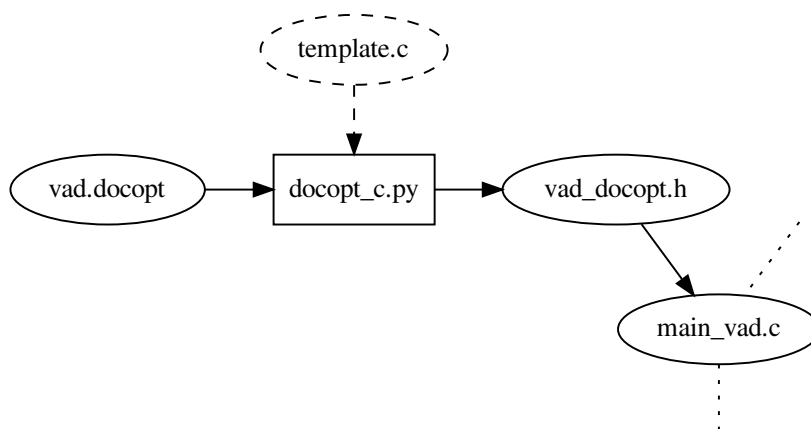 template.c
vad.docopt
docopt_c.py
vad_docopt.h
main_vad.c